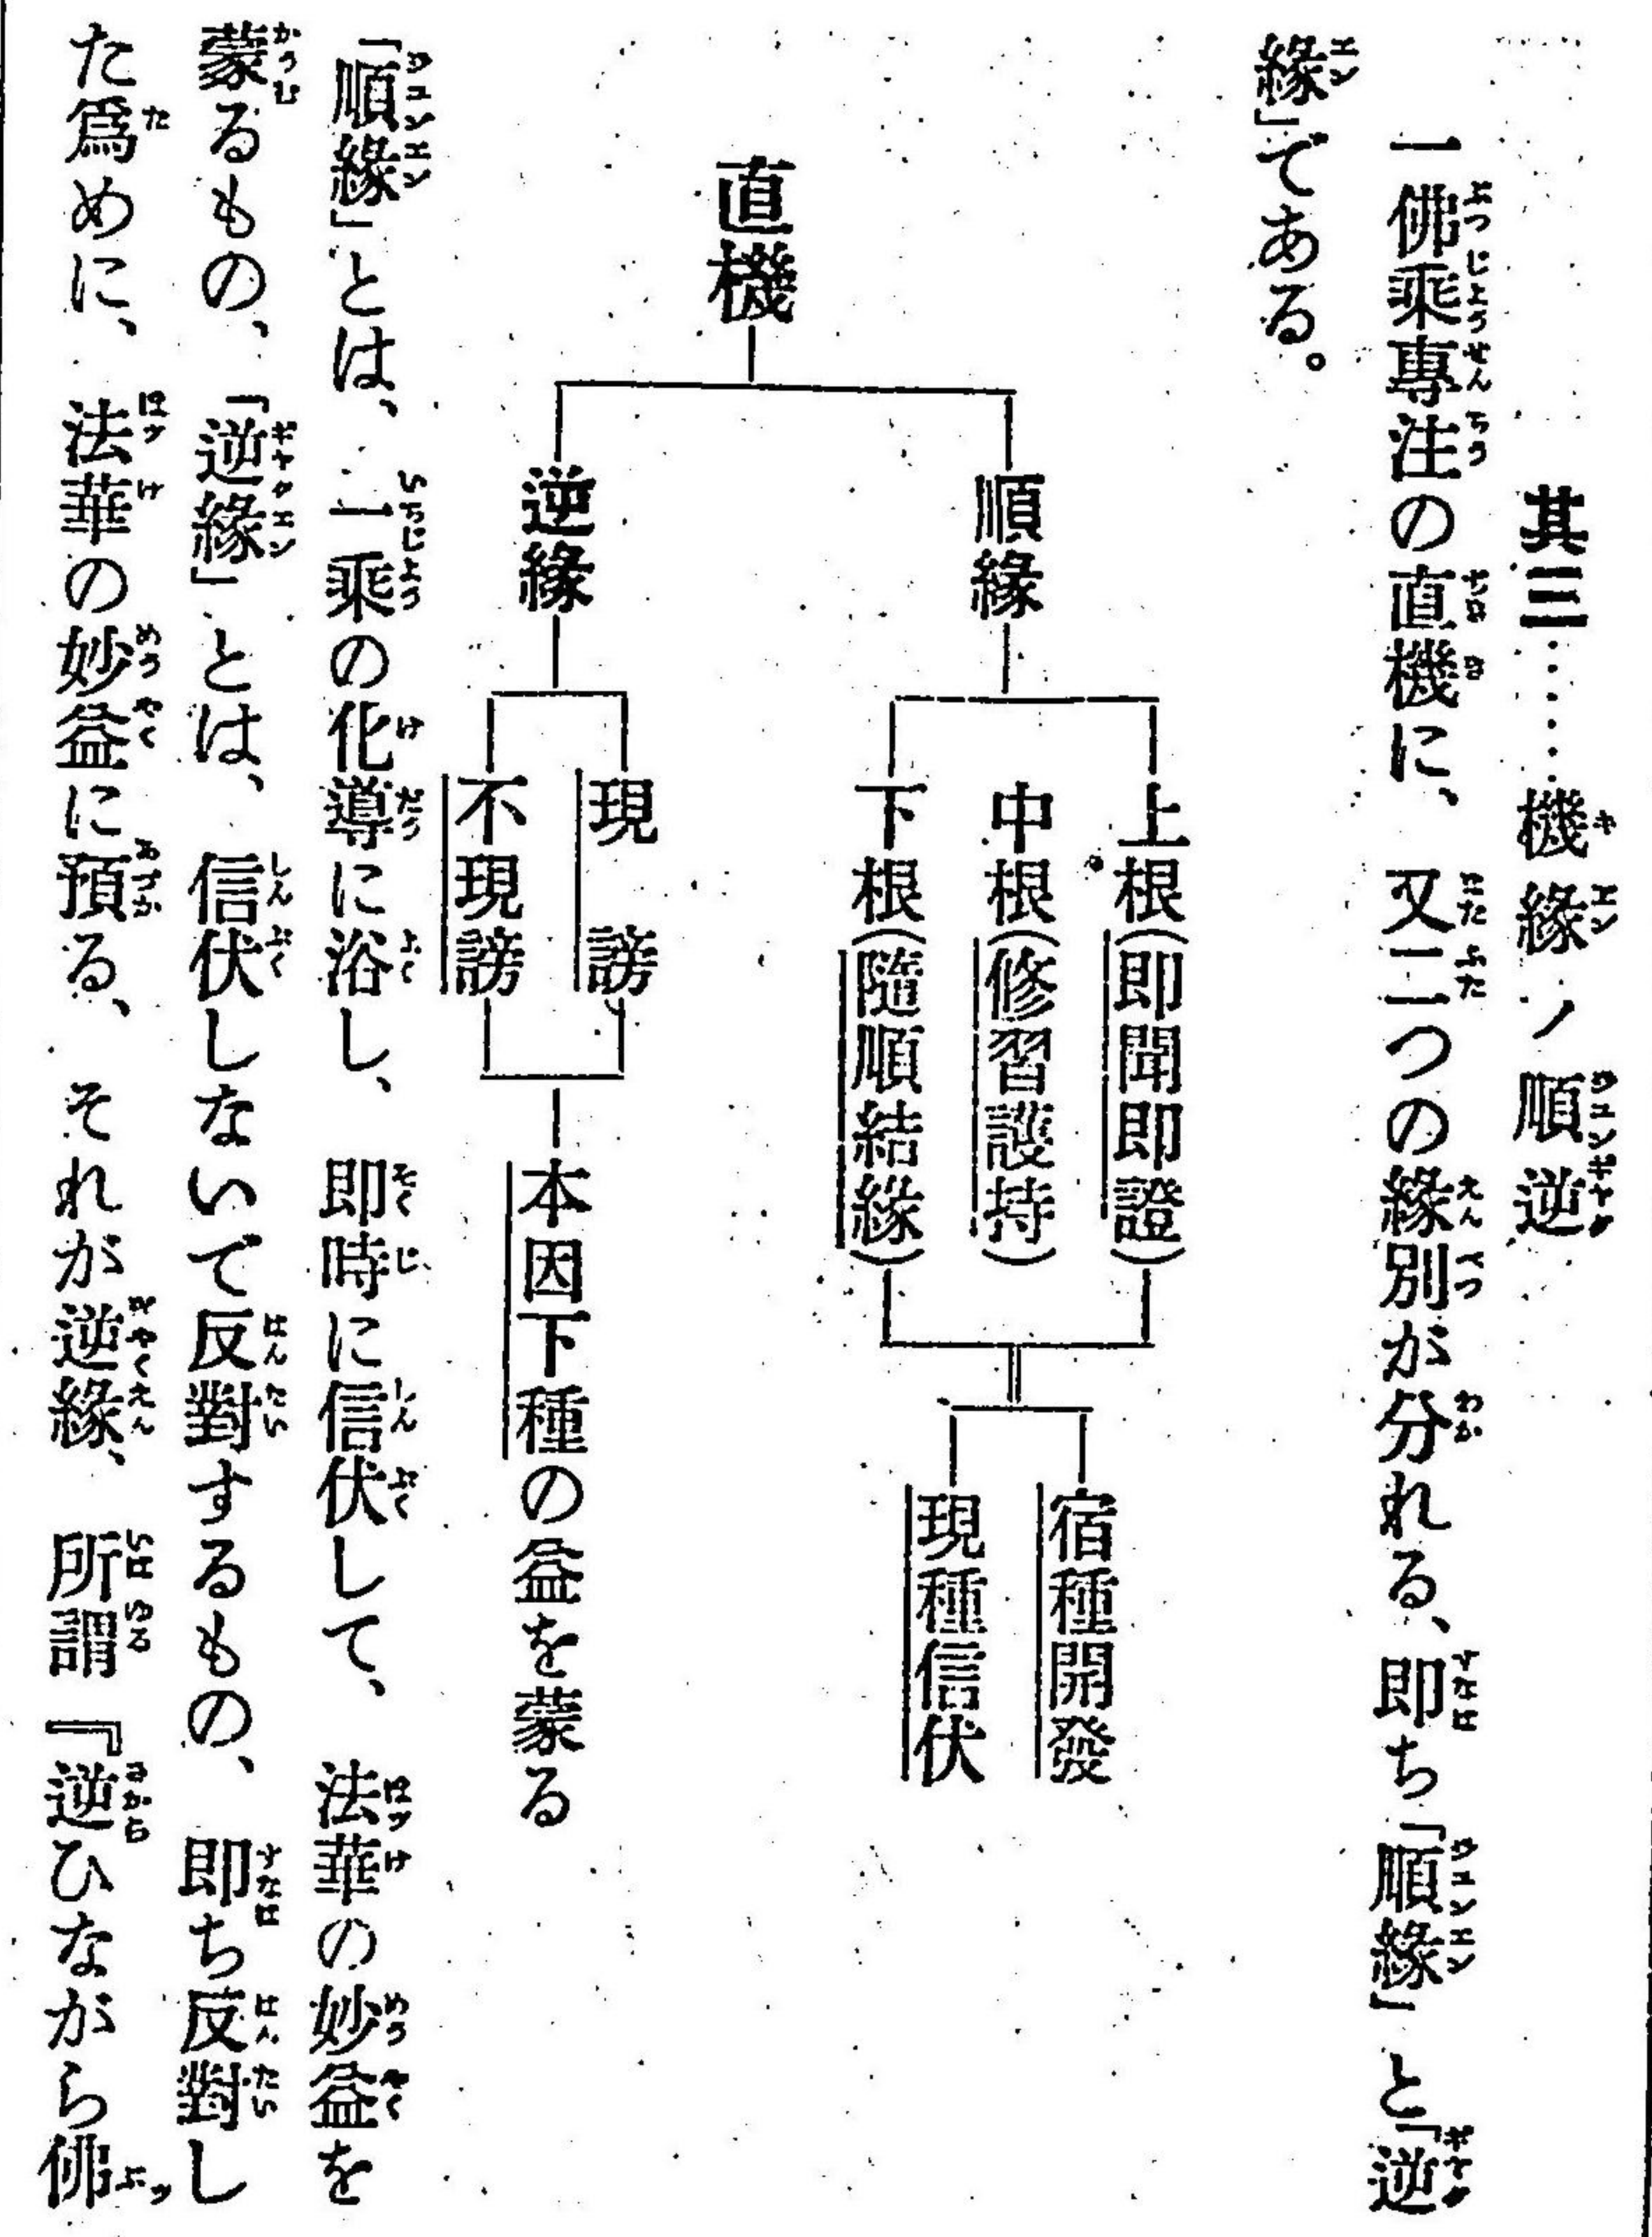 其三……機緣ノ順逆
一佛乘專注の直機に、又二つの緣別が分れる、即ち「順緣」と「逆
緣」である。
直機
順緣
上根(即聞即證)
中根(修習護持)
下根(隨順結緣)
宿種開發
現種信伏
逆緣
現謗
不現謗
本因下種の益を蒙る
「順緣」とは、一乘の化導に浴し、即時に信伏して、法華の妙益を
蒙るもの、「逆緣」とは、信伏しないで反對するもの、即ち反對し
た爲めに、法華の妙益に預る、それが逆緣、所謂『逆ひながら佛